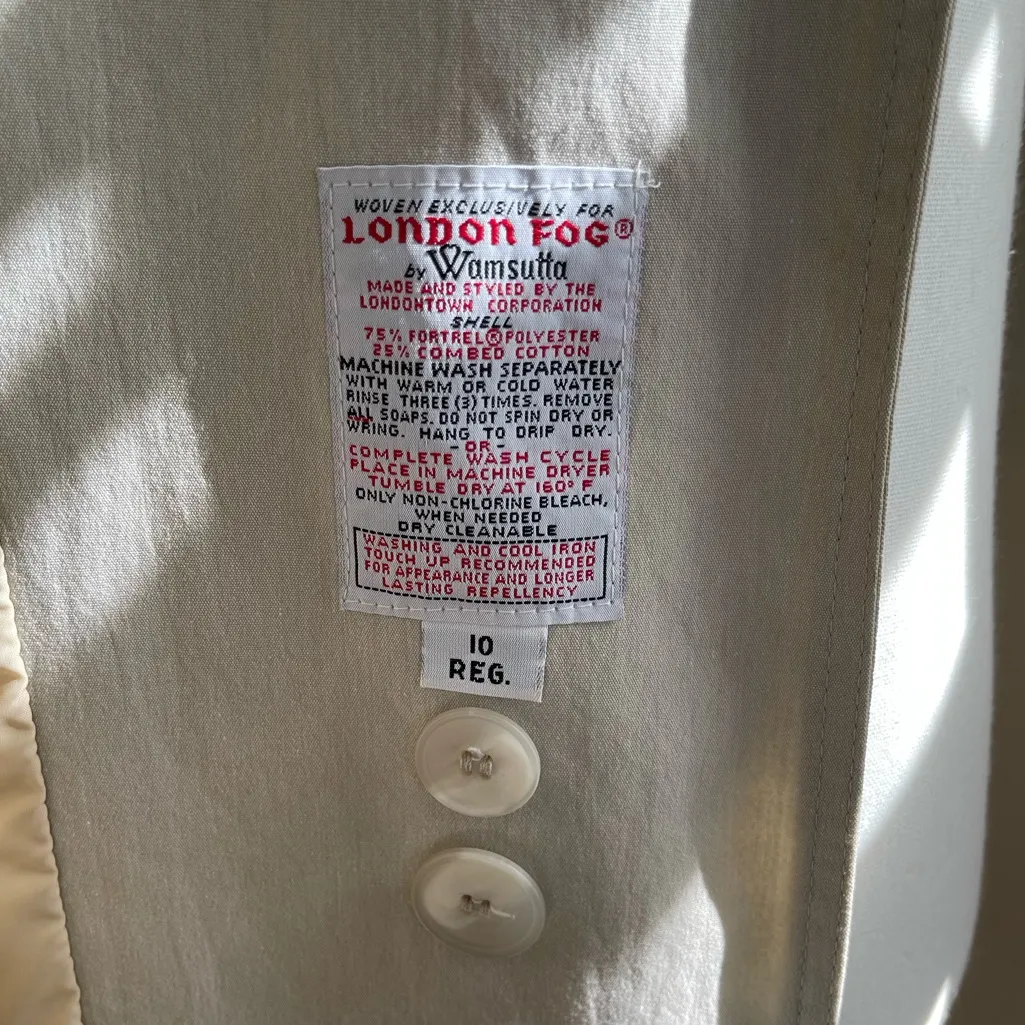 WOVEN EXCLUSIVELY FOR
LONDON FOG®
by Wamsutta
MADE AND STYLED BY THE
LONDONTOWN CORPORATION
SHELL
75% FORTREL® POLYESTER
25% COMBED COTTON
MACHINE WASH SEPARATELY
WITH WARM OR COLD WATER
RINSE THREE (3) TIMES. REMOVE
ALL SOAPS. DO NOT SPIN DRY OR
WRING. HANG TO DRIP DRY.
- OR -
COMPLETE WASH CYCLE
PLACE IN MACHINE DRYER
TUMBLE DRY AT 160° F
ONLY NON-CHLORINE BLEACH,
WHEN NEEDED
DRY CLEANABLE
WASHING AND COOL IRON
TOUCH UP RECOMMENDED
FOR APPEARANCE AND LONGER
LASTING REPELLENCY
10
REG.